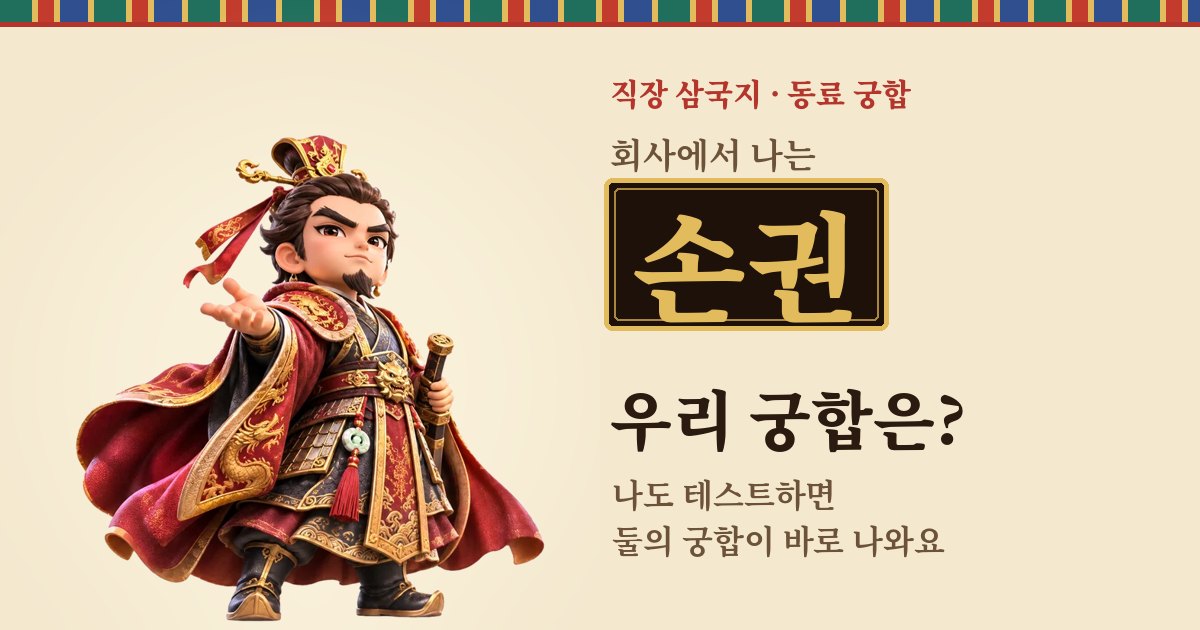 직장 삼국지 · 동료 궁합
회사에서 나는
손권
우리 궁합은?
나도 테스트하면
둘의 궁합이 바로 나와요